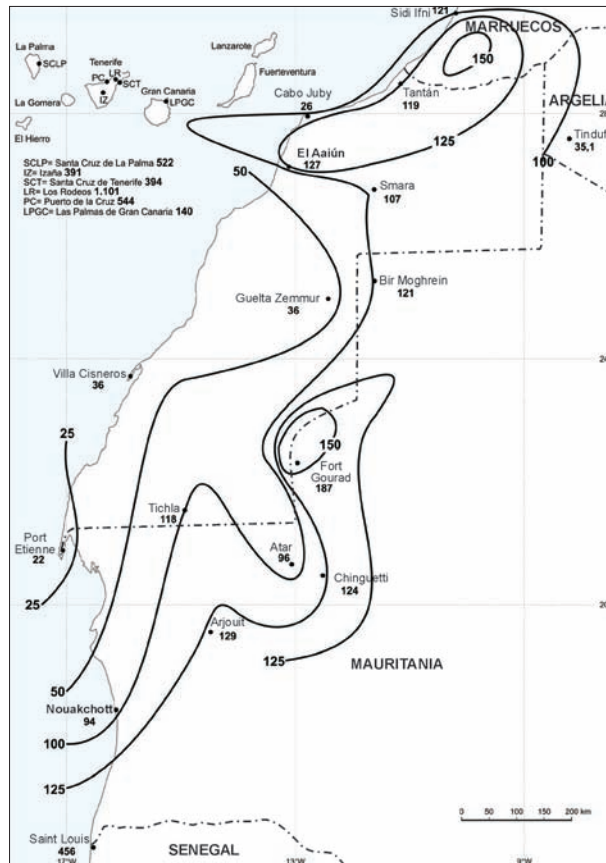 Sidi Ifni 121
MARRUECOS
La Palma
SCLP
Tenerife
LR
PC
SCT
IZ
Lanzarote
Gran Canaria
LPGC
Fuerteventura
La Gomera
El Hierro
150
Cabo Juby
26
Tantán
119
28
ARGELIA
125
Tinduf
35,1
100
SCLP= Santa Cruz de La Palma 522
IZ= Izaña 391
SCT= Santa Cruz de Tenerife 394
LR= Los Rodeos 1.101
PC= Puerto de la Cruz 544
LPGC= Las Palmas de Gran Canaria 140
El Aaiún
127
50
Smara
107
Guelta Zemmur
36
Bir Moghrein
121
24
Villa Cisneros
36
25
150
Fort
Gourad
187
Tichla
118
Port
Etienne
22
Atar
96
Chinguetti
124
25
20
Arjouit
129
125
MAURITANIA
50
Nouakchott
94
100
125
0 50 100 150 200 km
Saint Louis
456
SENEGAL
17°W
13°W
9°W